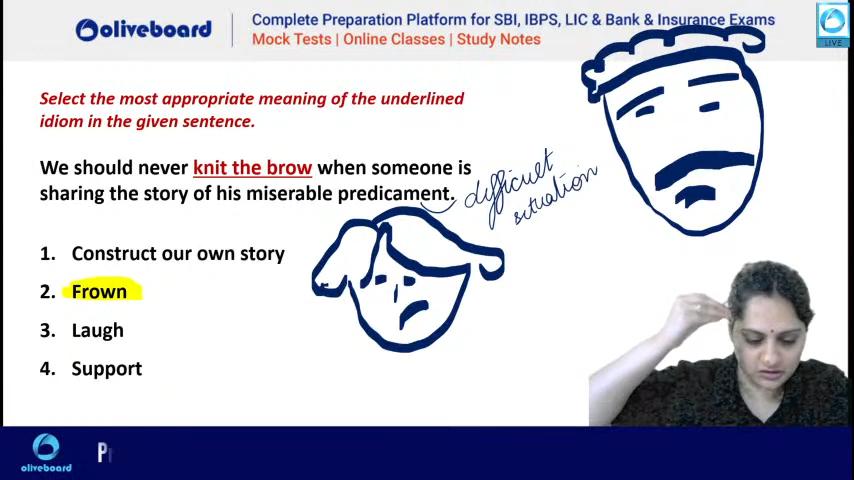 oliveboard
Complete Preparation Platform for SBI, IBPS, LIC & Bank & Insurance Exams
Mock Tests | Online Classes | Study Notes
LIVE
Select the most appropriate meaning of the underlined
idiom in the given sentence.
We should never knit the brow when someone is
sharing the story of his miserable predicament.
difficult
situation
1. Construct our own story
2. Frown
3. Laugh
4. Support
oliveboard
Pr